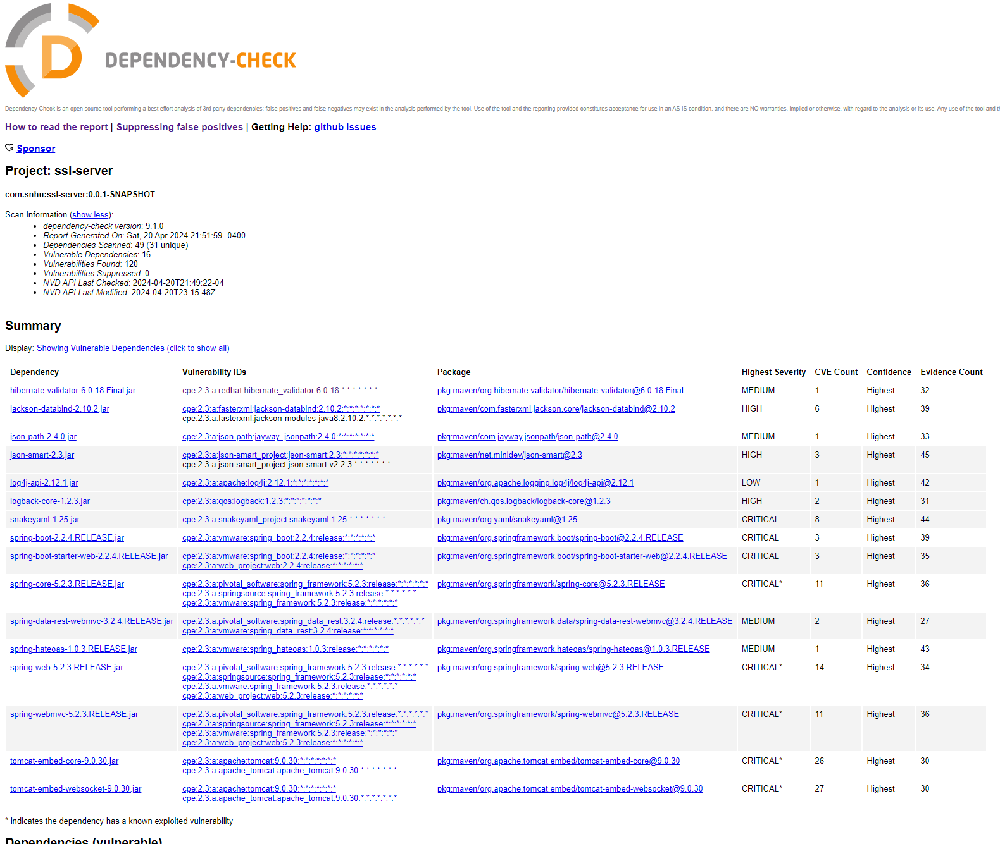 DEPENDENCY-CHECK
Dependency-Check is an open source tool performing a best effort analysis of 3rd party dependencies; false positives and false negatives may exist in the analysis performed by the tool. Use of the tool and the reporting provided constitutes acceptance for use in an AS IS condition, and there are NO warranties, implied or otherwise, with regard to the analysis or its use. Any use of the tool and th
How to read the report | Suppressing false positives | Getting Help: github issues
Sponsor
Project: ssl-server
com.snhu:ssl-server:0.0.1-SNAPSHOT
Scan Information (show less):
• dependency-check version: 9.1.0
• Report Generated On: Sat, 20 Apr 2024 21:51:59 -0400
• Dependencies Scanned: 49 (31 unique)
• Vulnerable Dependencies: 16
• Vulnerabilities Found: 120
• Vulnerabilities Suppressed: 0
• NVD API Last Checked: 2024-04-20T21:49:22-04
• NVD API Last Modified: 2024-04-20T23:15:48Z
Summary
Display: Showing Vulnerable Dependencies (click to show all)
Dependency Vulnerability IDs Package Highest Severity CVE Count Confidence Evidence Count
hibernate-validator-6.0.18.Final.jar cpe:2.3:a:redhat:hibernate_validator:6.0.18:*:*:*:*:*:*:* pkg:maven/org.hibernate.validator/hibernate-validator@6.0.18.Final MEDIUM 1 Highest 32
jackson-databind-2.10.2.jar cpe:2.3:a:fasterxml:jackson-databind:2.10.2:*:*:*:*:*:*:* pkg:maven/com.fasterxml.jackson.core/jackson-databind@2.10.2 HIGH 6 Highest 39
cpe:2.3:a:fasterxml:jackson-modules-java8:2.10.2:*:*:*:*:*:*:*
json-path-2.4.0.jar cpe:2.3:a:json-path:jayway_jsonpath:2.4.0:*:*:*:*:*:*:* pkg:maven/com.jayway.jsonpath/json-path@2.4.0 MEDIUM 1 Highest 33
json-smart-2.3.jar cpe:2.3:a:json-smart_project:json-smart:2.3:*:*:*:*:*:*:* pkg:maven/net.minidev/json-smart@2.3 HIGH 3 Highest 45
cpe:2.3:a:json-smart_project:json-smart-v2:2.3:*:*:*:*:*:*:*
log4j-api-2.12.1.jar cpe:2.3:a:apache:log4j:2.12.1:*:*:*:*:*:*:* pkg:maven/org.apache.logging.log4j/log4j-api@2.12.1 LOW 1 Highest 42
logback-core-1.2.3.jar cpe:2.3:a:qos:logback:1.2.3:*:*:*:*:*:*:* pkg:maven/ch.qos.logback/logback-core@1.2.3 HIGH 2 Highest 31
snakeyaml-1.25.jar cpe:2.3:a:snakeyaml_project:snakeyaml:1.25:*:*:*:*:*:*:* pkg:maven/org.yaml/snakeyaml@1.25 CRITICAL 8 Highest 44
spring-boot-2.2.4.RELEASE.jar cpe:2.3:a:vmware:spring_boot:2.2.4:release:*:*:*:*:*:* pkg:maven/org.springframework.boot/spring-boot@2.2.4.RELEASE CRITICAL 3 Highest 39
spring-boot-starter-web-2.2.4.RELEASE.jar cpe:2.3:a:vmware:spring_boot:2.2.4:release:*:*:*:*:*:* pkg:maven/org.springframework.boot/spring-boot-starter-web@2.2.4.RELEASE CRITICAL 3 Highest 35
cpe:2.3:a:web_project:web:2.2.4:release:*:*:*:*:*:*
spring-core-5.2.3.RELEASE.jar cpe:2.3:a:pivotal_software:spring_framework:5.2.3:release:*:*:*:*:*:* pkg:maven/org.springframework/spring-core@5.2.3.RELEASE CRITICAL* 11 Highest 36
cpe:2.3:a:springsource:spring_framework:5.2.3:release:*:*:*:*:*:*
cpe:2.3:a:vmware:spring_framework:5.2.3:release:*:*:*:*:*:*
spring-data-rest-webmvc-3.2.4.RELEASE.jar cpe:2.3:a:pivotal_software:spring_data_rest:3.2.4:release:*:*:*:*:*:* pkg:maven/org.springframework.data/spring-data-rest-webmvc@3.2.4.RELEASE MEDIUM 2 Highest 27
cpe:2.3:a:vmware:spring_data_rest:3.2.4:release:*:*:*:*:*:*
spring-hateoas-1.0.3.RELEASE.jar cpe:2.3:a:vmware:spring_hateoas:1.0.3:release:*:*:*:*:*:* pkg:maven/org.springframework.hateoas/spring-hateoas@1.0.3.RELEASE MEDIUM 1 Highest 43
spring-web-5.2.3.RELEASE.jar cpe:2.3:a:pivotal_software:spring_framework:5.2.3:release:*:*:*:*:*:* pkg:maven/org.springframework/spring-web@5.2.3.RELEASE CRITICAL* 14 Highest 34
cpe:2.3:a:springsource:spring_framework:5.2.3:release:*:*:*:*:*:*
cpe:2.3:a:vmware:spring_framework:5.2.3:release:*:*:*:*:*:*
cpe:2.3:a:web_project:web:5.2.3:release:*:*:*:*:*:*
spring-webmvc-5.2.3.RELEASE.jar cpe:2.3:a:pivotal_software:spring_framework:5.2.3:release:*:*:*:*:*:* pkg:maven/org.springframework/spring-webmvc@5.2.3.RELEASE CRITICAL* 11 Highest 36
cpe:2.3:a:springsource:spring_framework:5.2.3:release:*:*:*:*:*:*
cpe:2.3:a:vmware:spring_framework:5.2.3:release:*:*:*:*:*:*
cpe:2.3:a:web_project:web:5.2.3:release:*:*:*:*:*:*
tomcat-embed-core-9.0.30.jar cpe:2.3:a:apache:tomcat:9.0.30:*:*:*:*:*:*:* pkg:maven/org.apache.tomcat.embed/tomcat-embed-core@9.0.30 CRITICAL* 26 Highest 30
cpe:2.3:a:apache_tomcat:apache_tomcat:9.0.30:*:*:*:*:*:*:*
tomcat-embed-websocket-9.0.30.jar cpe:2.3:a:apache:tomcat:9.0.30:*:*:*:*:*:*:* pkg:maven/org.apache.tomcat.embed/tomcat-embed-websocket@9.0.30 CRITICAL* 27 Highest 30
cpe:2.3:a:apache_tomcat:apache_tomcat:9.0.30:*:*:*:*:*:*:*
* indicates the dependency has a known exploited vulnerability
Dependencies (vulnerable)